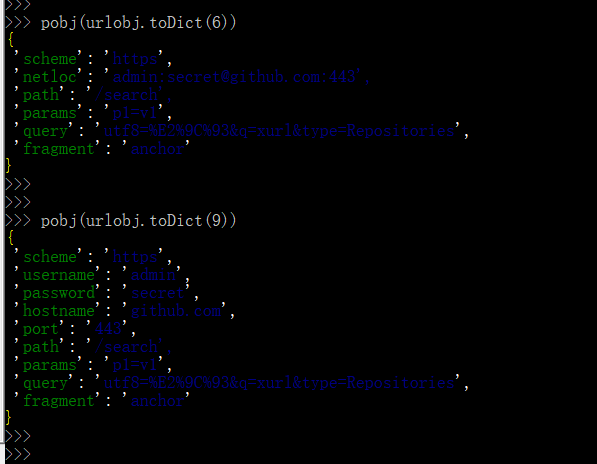 >>>
>>> pobj(urlobj.toDict(6))
{
'scheme': 'https',
'netloc': 'admin:secret@github.com:443',
'path': '/search',
'params': 'p1=v1',
'query': 'utf8=%E2%9C%93&q=xurl&type=Repositories',
'fragment': 'anchor'
}
>>>
>>>
>>> pobj(urlobj.toDict(9))
{
'scheme': 'https',
'username': 'admin',
'password': 'secret',
'hostname': 'github.com',
'port': '443',
'path': '/search',
'params': 'p1=v1',
'query': 'utf8=%E2%9C%93&q=xurl&type=Repositories',
'fragment': 'anchor'
}
>>>
>>>